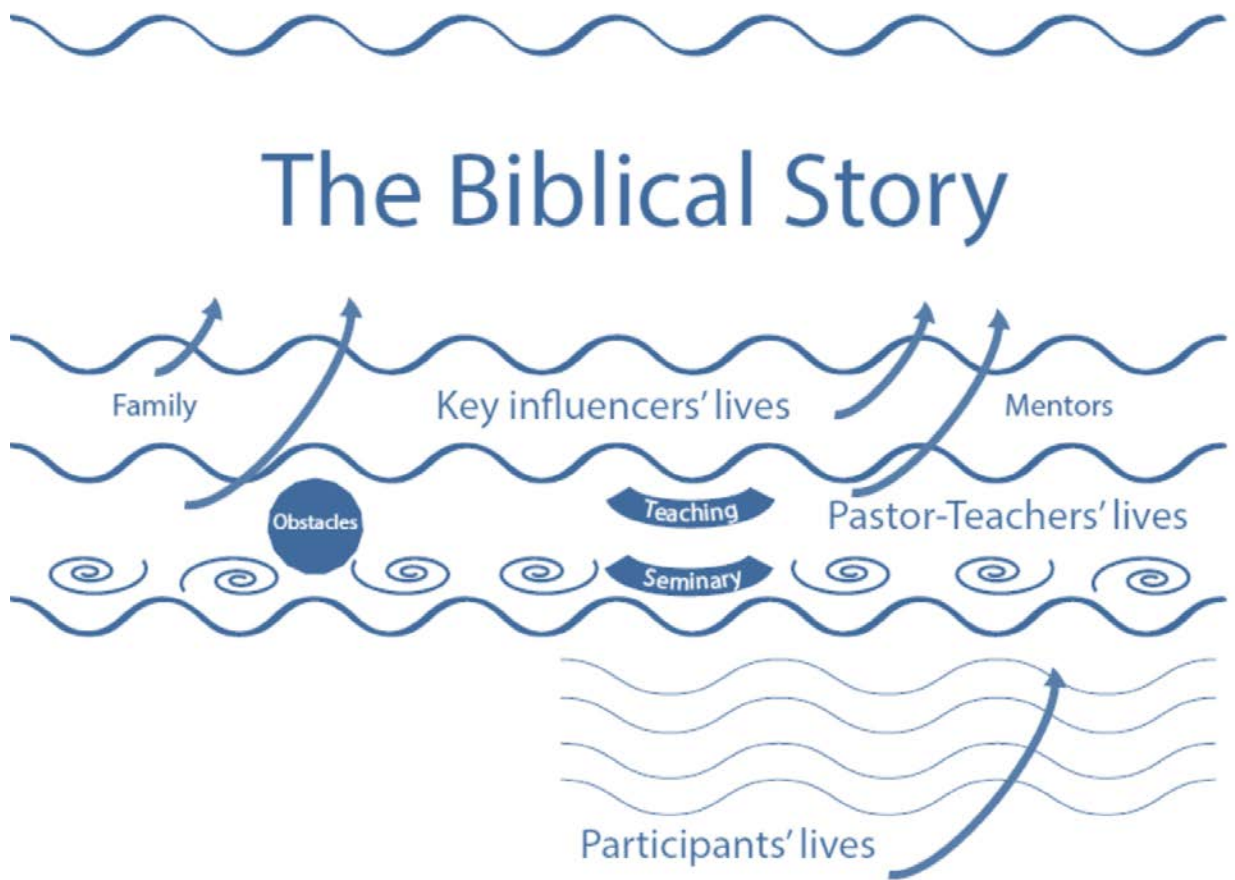 The Biblical Story
Family
Key influencers' lives
Mentors
Obstacles
Teaching
Pastor-Teachers' lives
Seminary
Participants' lives